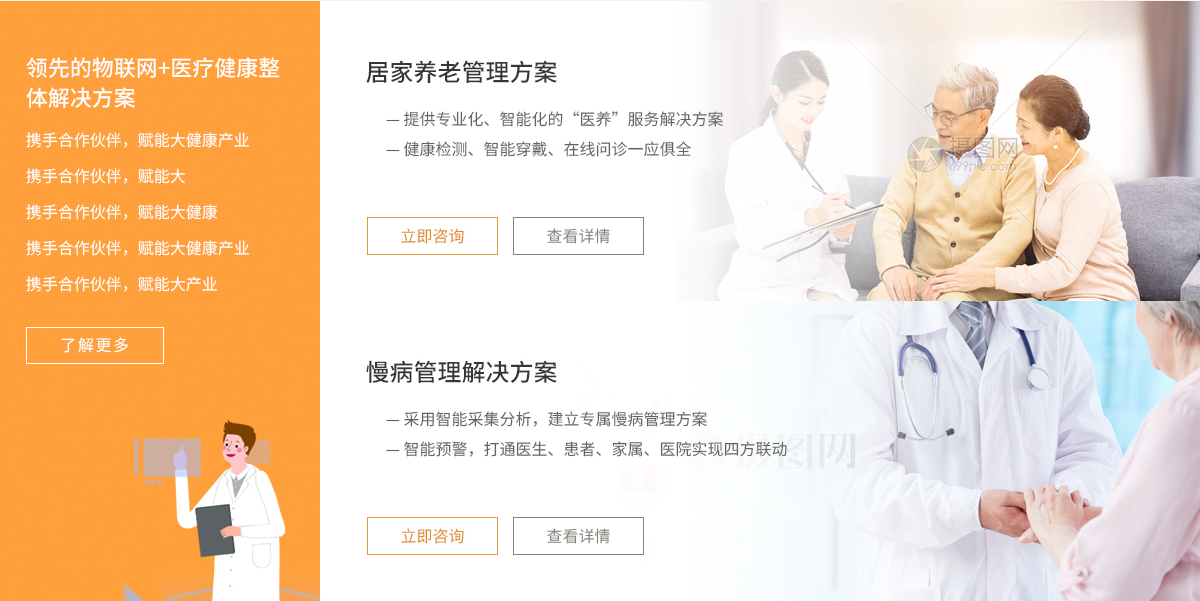 领先的物联网+医疗健康整
体解决方案
携手合作伙伴，赋能大健康产业
携手合作伙伴，赋能大
携手合作伙伴，赋能大健康
携手合作伙伴，赋能大健康产业
携手合作伙伴，赋能大产业
了解更多
居家养老管理方案
— 提供专业化、智能化的“医养”服务解决方案
— 健康检测、智能穿戴、在线问诊一应俱全
立即咨询
查看详情
摄图网
699pic.com
慢病管理解决方案
— 采用智能采集分析，建立专属慢病管理方案
— 智能预警，打通医生、患者、家属、医院实现四方联动
摄图网
立即咨询
查看详情